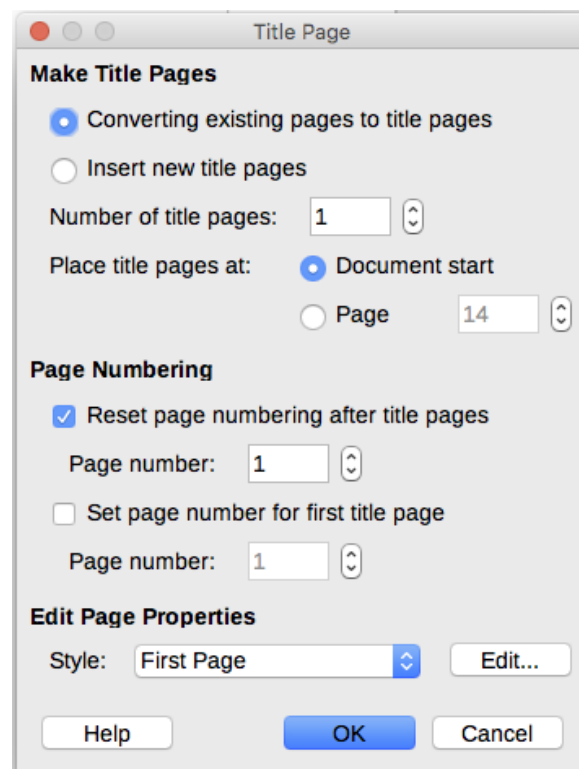 Title Page
Make Title Pages
Converting existing pages to title pages
Insert new title pages
Number of title pages: 1
Place title pages at: Document start
Page 14
Page Numbering
Reset page numbering after title pages
Page number: 1
Set page number for first title page
Page number: 1
Edit Page Properties
Style: First Page Edit...
Help OK Cancel